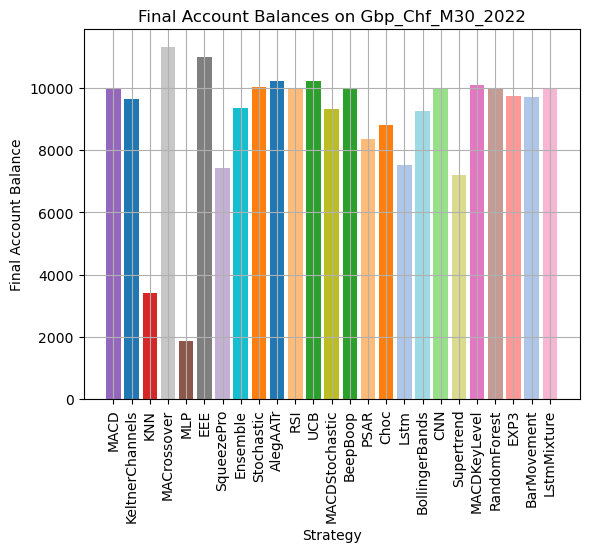 Final Account Balances on Gbp_Chf_M30_2022
Final Account Balance
10000
8000
6000
4000
2000
0
MACD
KeltnerChannels
KNN
MACrossover
MLP
EEE
SqueezePro
Ensemble
Stochastic
AlegAATr
RSI
UCB
MACDStochastic
BeepBoop
PSAR
Choc
Lstm
BollingerBands
CNN
Supertrend
MACDKeyLevel
RandomForest
EXP3
BarMovement
LstmMixture
Strategy